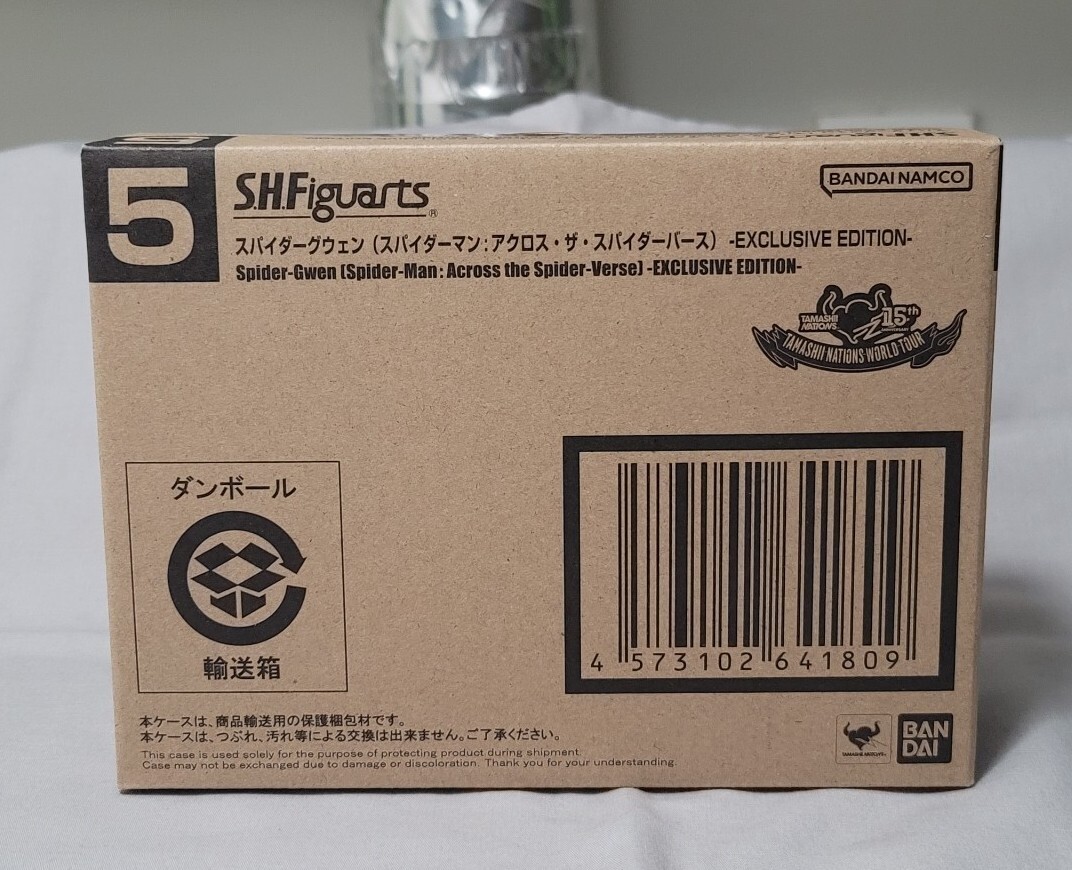 5
S.H.Figuarts®
BANDAI NAMCO
スパイダーグウェン（スパイダーマン：アクロス・ザ・スパイダーバース） -EXCLUSIVE EDITION-
Spider-Gwen (Spider-Man : Across the Spider-Verse) -EXCLUSIVE EDITION-
TAMASHII NATIONS 15th ANNIVERSARY
TAMASHII NATIONS WORLD TOUR
ダンボール
輸送箱
4 573102 641809
本ケースは、商品輸送用の保護梱包材です。
本ケースは、つぶれ、汚れ等による交換は出来ません。ご了承ください。
This case is used solely for the purpose of protecting product during shipment.
Case may not be exchanged due to damage or discoloration. Thank you for your understanding.
TAMASHII NATIONS
BAN
DAI